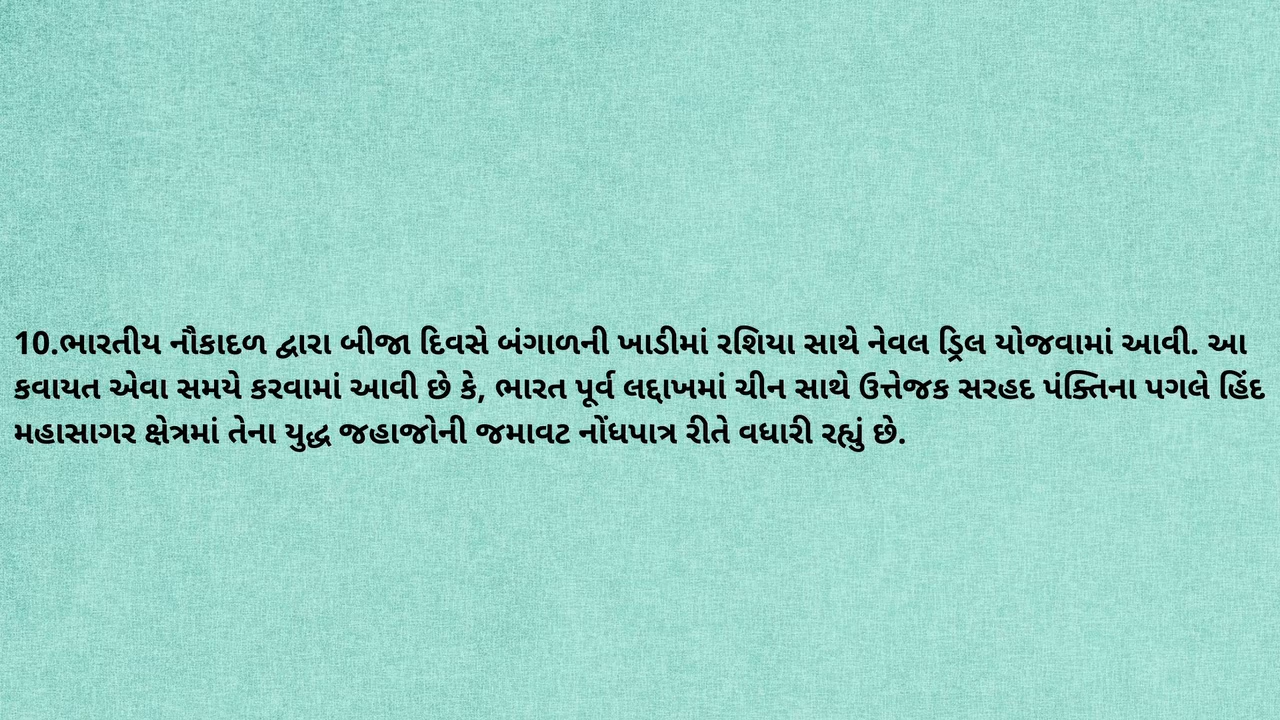 10.ભારતીય નૌકાદળ દ્વારા બીજા દિવસે બંગાળની ખાડીમાં રશિયા સાથે નેવલ ડ્રિલ યોજવામાં આવી. આ
કવાયત એવા સમયે કરવામાં આવી છે કે, ભારત પૂર્વ લદ્દાખમાં ચીન સાથે ઉત્તેજક સરહદ પંક્તિના પગલે હિંદ
મહાસાગર ક્ષેત્રમાં તેના યુદ્ધ જહાજોની જમાવટ નોંધપાત્ર રીતે વધારી રહ્યું છે.